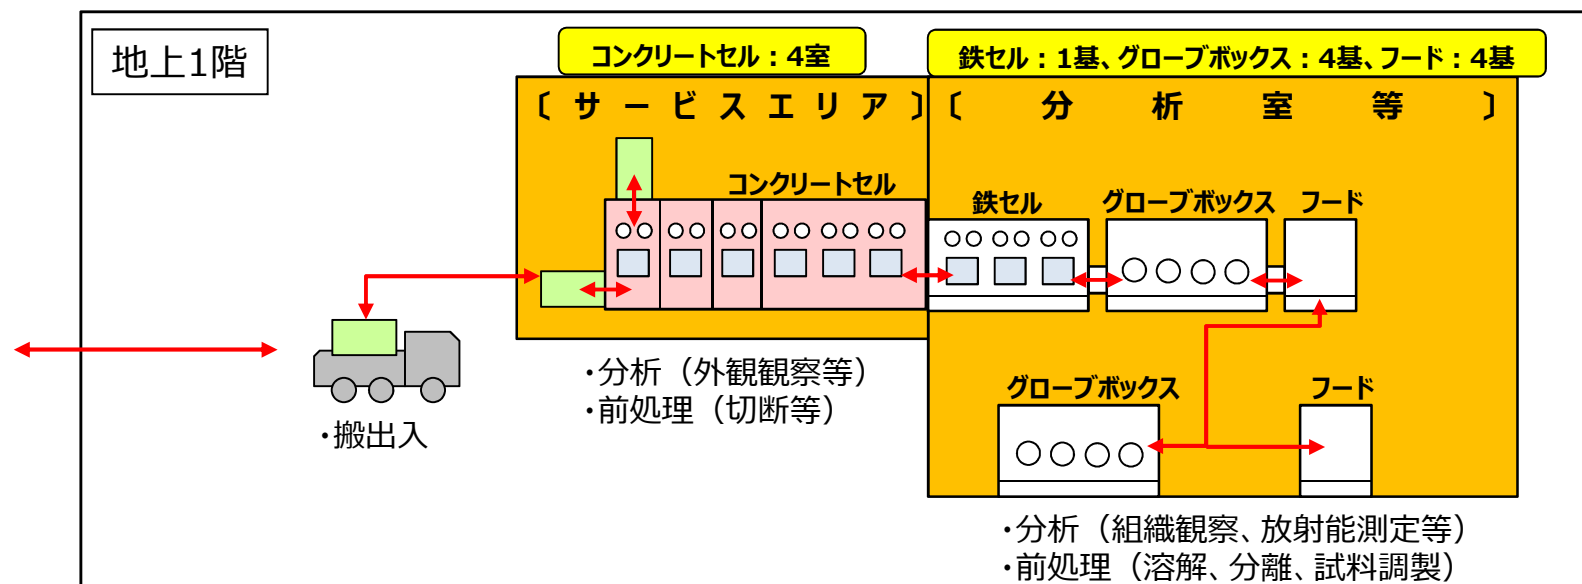 地上1階
コンクリートセル：4室
鉄セル：1基、グローブボックス：4基、フード：4基
〔サービスエリア〕
〔分析室等〕
コンクリートセル
鉄セル
グローブボックス
フード
・分析（外観観察等）
・前処理（切断等）
・搬出入
グローブボックス
フード
・分析（組織観察、放射能測定等）
・前処理（溶解、分離、試料調製）